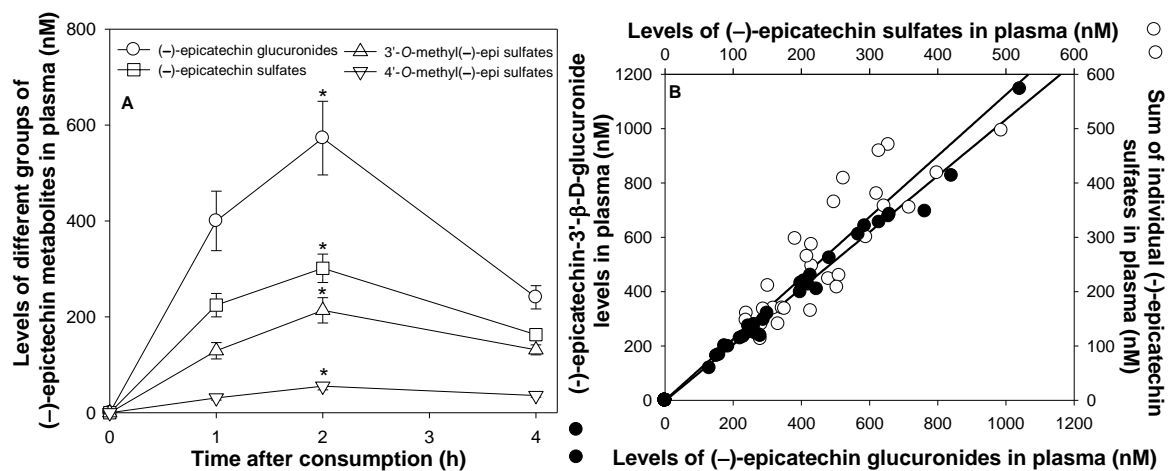 Levels of different groups of
(–)-epictechin metabolites in plasma (nM)
800
600
400
200
0
(–)-epicatechin glucuronides
(–)-epicatechin sulfates
3'-O-methyl(–)-epi sulfates
4'-O-methyl(–)-epi sulfates
A
*
*
*
*
0
1
2
3
4
Time after consumption (h)
Levels of (–)-epicatechin sulfates in plasma (nM)
0 100 200 300 400 500 600
B
(-)-epicatechin-3'-β-D-glucuronide
levels in plasma (nM)
1200
1000
800
600
400
200
0
600
500
400
300
200
100
0
Sum of individual (-)-epicatechin
sulfates in plasma (nM)
0 200 400 600 800 1000 1200
Levels of (–)-epicatechin glucuronides in plasma (nM)